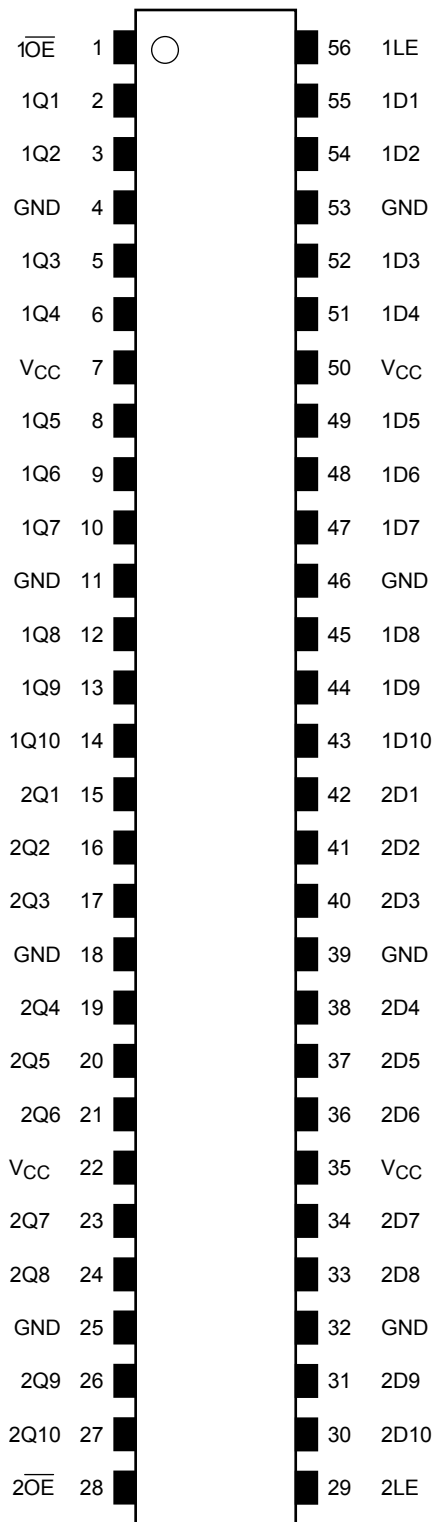 1O̅E̅ 1 56 1LE
1Q1 2 55 1D1
1Q2 3 54 1D2
GND 4 53 GND
1Q3 5 52 1D3
1Q4 6 51 1D4
VCC 7 50 VCC
1Q5 8 49 1D5
1Q6 9 48 1D6
1Q7 10 47 1D7
GND 11 46 GND
1Q8 12 45 1D8
1Q9 13 44 1D9
1Q10 14 43 1D10
2Q1 15 42 2D1
2Q2 16 41 2D2
2Q3 17 40 2D3
GND 18 39 GND
2Q4 19 38 2D4
2Q5 20 37 2D5
2Q6 21 36 2D6
VCC 22 35 VCC
2Q7 23 34 2D7
2Q8 24 33 2D8
GND 25 32 GND
2Q9 26 31 2D9
2Q10 27 30 2D10
2O̅E̅ 28 29 2LE